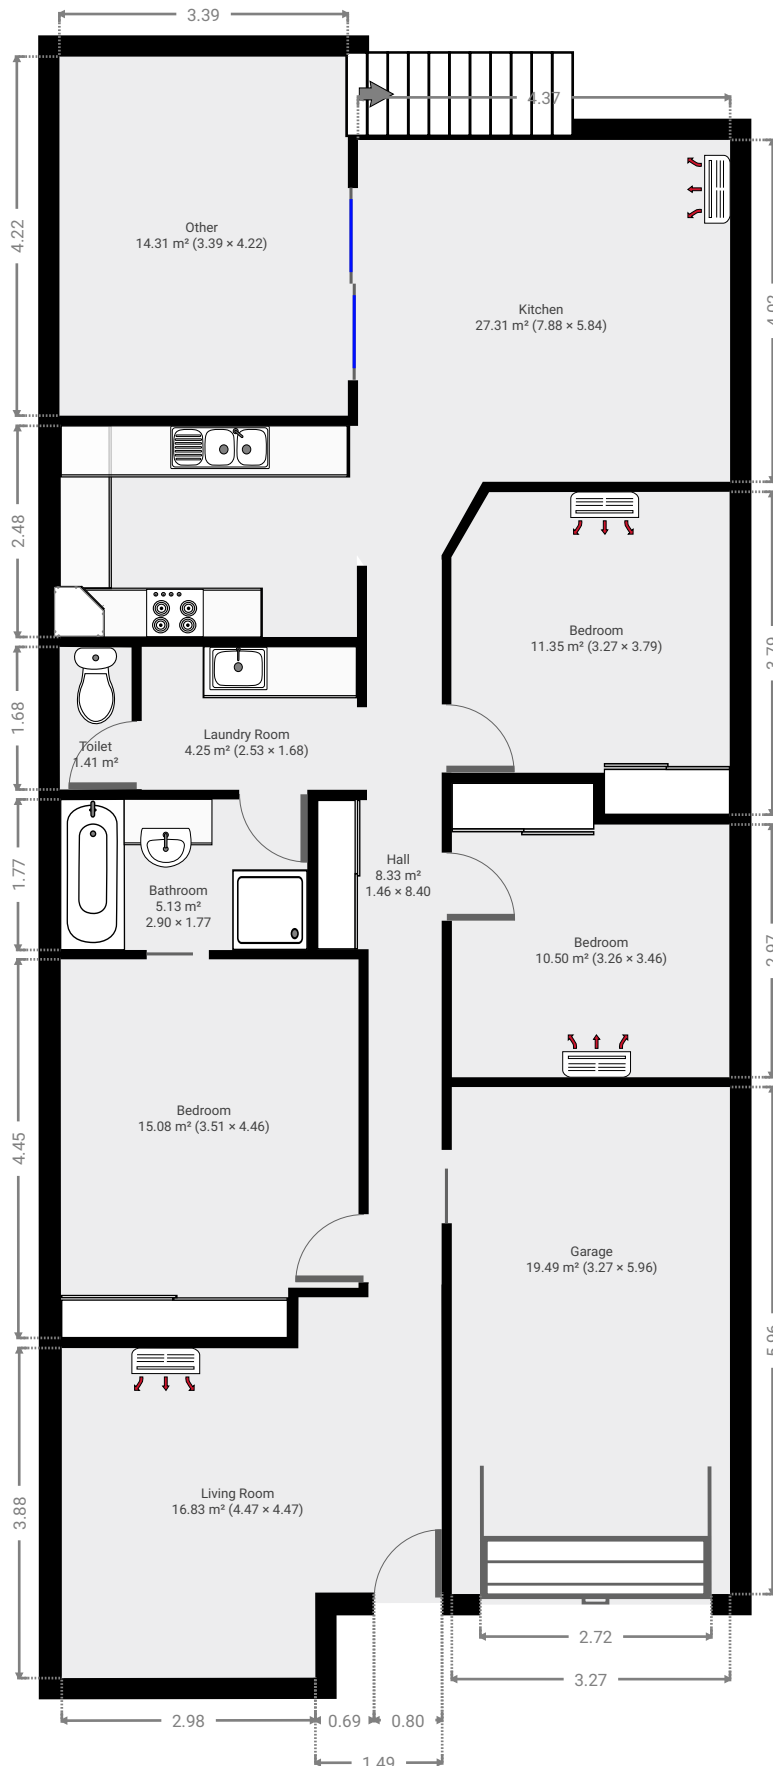 3.39
4.37
4.22
Other
14.31 m² (3.39 × 4.22)
Kitchen
27.31 m² (7.88 × 5.84)
2.48
Bedroom
11.35 m² (3.27 × 3.79)
3.79
1.68
Toilet
1.41 m²
Laundry Room
4.25 m² (2.53 × 1.68)
1.77
Bathroom
5.13 m²
2.90 × 1.77
Hall
8.33 m²
1.46 × 8.40
Bedroom
10.50 m² (3.26 × 3.46)
2.97
4.45
Bedroom
15.08 m² (3.51 × 4.46)
Garage
19.49 m² (3.27 × 5.96)
5.96
3.88
Living Room
16.83 m² (4.47 × 4.47)
2.72
3.27
2.98
0.69
0.80
1.49